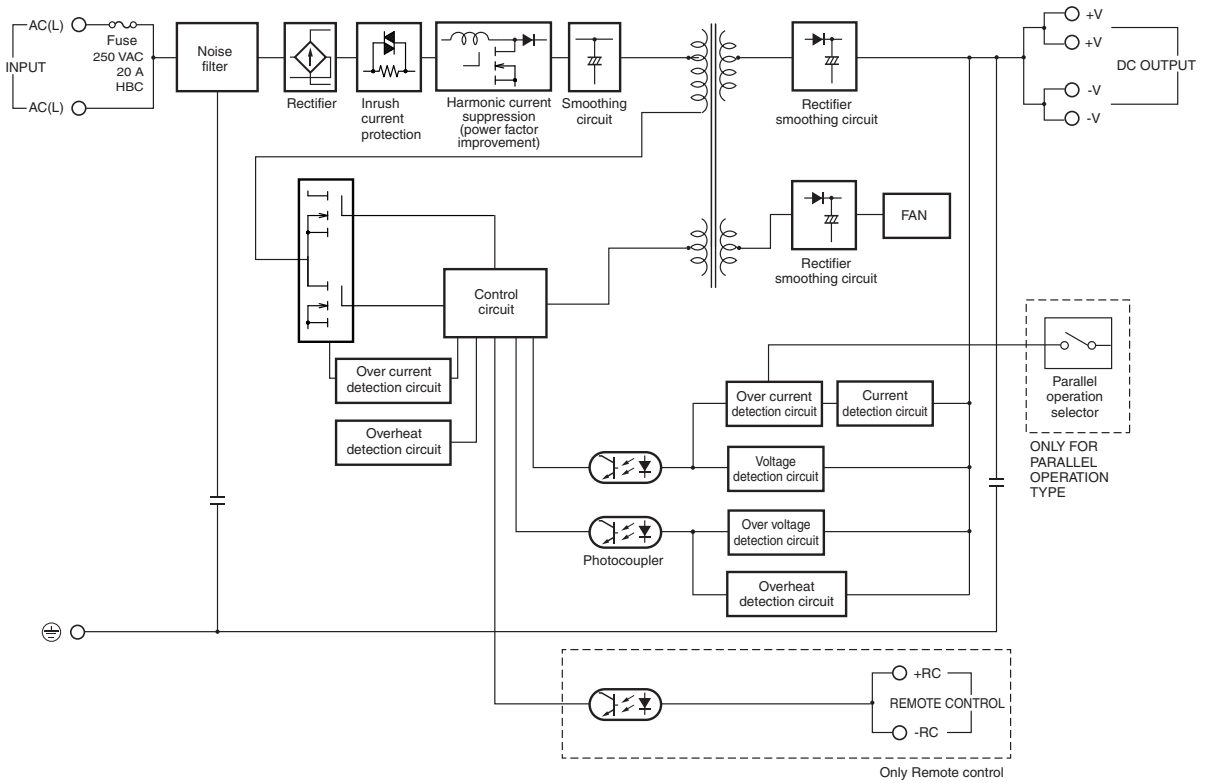 AC(L)
Fuse
250 VAC
20 A
HBC
INPUT
AC(L)
Noise
filter
Rectifier
Inrush
current
protection
Harmonic current
suppression
(power factor
improvement)
Smoothing
circuit
Rectifier
smoothing circuit
+V
+V
DC OUTPUT
-V
-V
Rectifier
smoothing circuit
FAN
Control
circuit
Over current
detection circuit
Overheat
detection circuit
Over current
detection circuit
Current
detection circuit
Parallel
operation
selector
ONLY FOR
PARALLEL
OPERATION
TYPE
Voltage
detection circuit
Over voltage
detection circuit
Photocoupler
Overheat
detection circuit
+RC
REMOTE CONTROL
-RC
Only Remote control